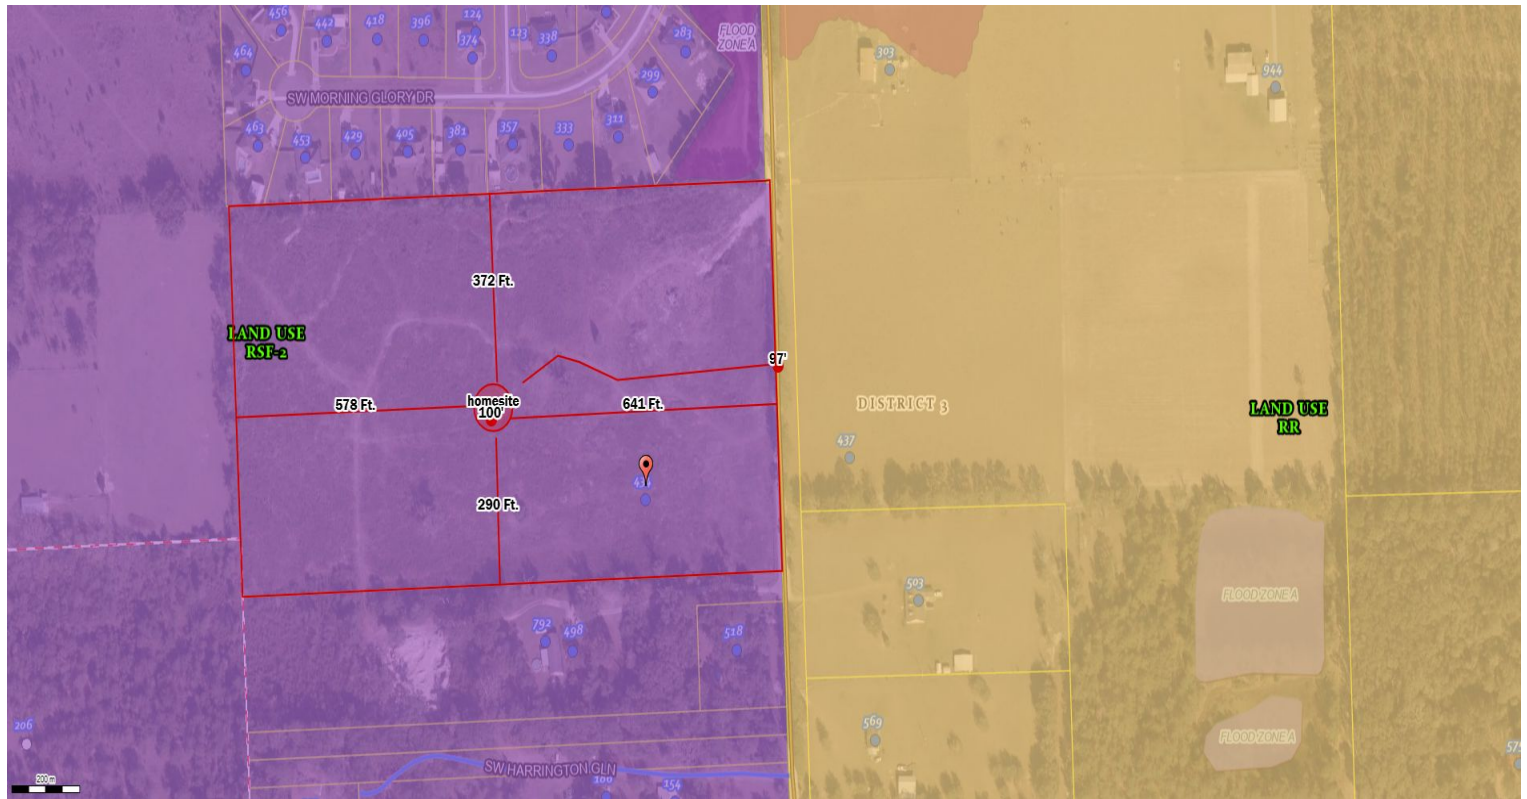 456
442
418
396
124
374
123
338
283
FLOOD
ZONE A
464
299
303
944
SW MORNING GLORY DR
463
453
429
405
381
357
333
311
372 Ft.
LAND USE
RSF-2
97'
578 Ft.
homesite
100'
641 Ft.
DISTRICT 3
LAND USE
RR
437
290 Ft.
503
FLOOD ZONE A
792
498
518
206
569
FLOOD ZONE A
SW HARRINGTON GLN
154
200 m